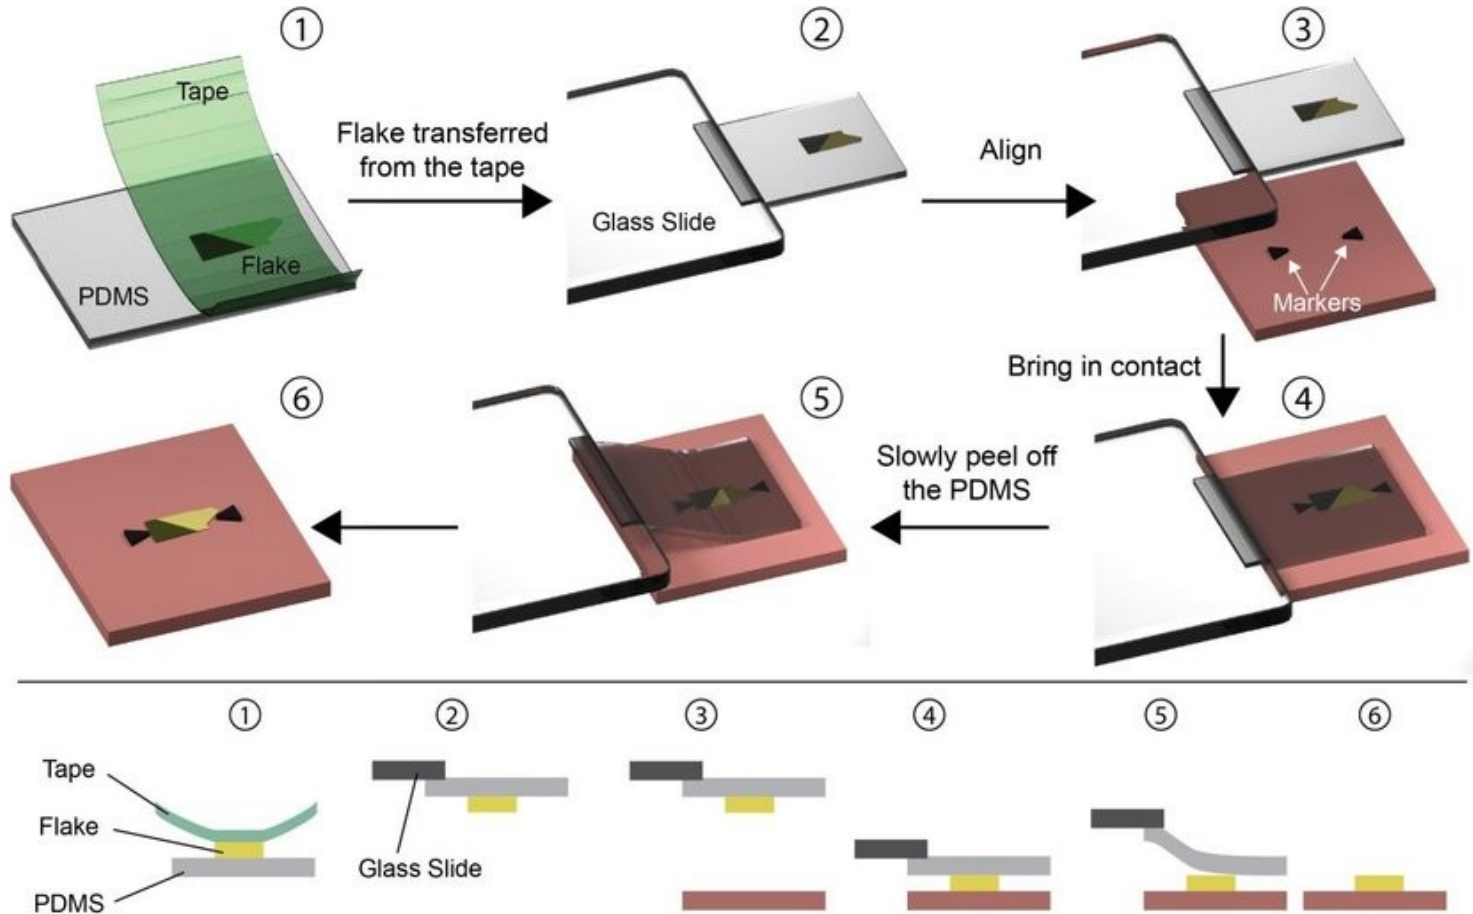 ①
Tape
Flake
PDMS
Flake transferred
from the tape
②
Glass Slide
Align
③
Markers
Bring in contact
④
Slowly peel off
the PDMS
⑤
⑥
①
②
③
④
⑤
⑥
Tape
Flake
PDMS
Glass Slide